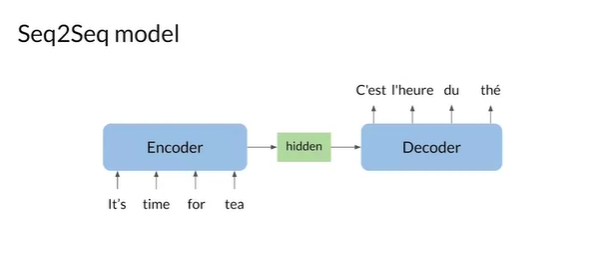 Seq2Seq model
C'est l'heure du thé
Encoder
hidden
Decoder
It's time for tea